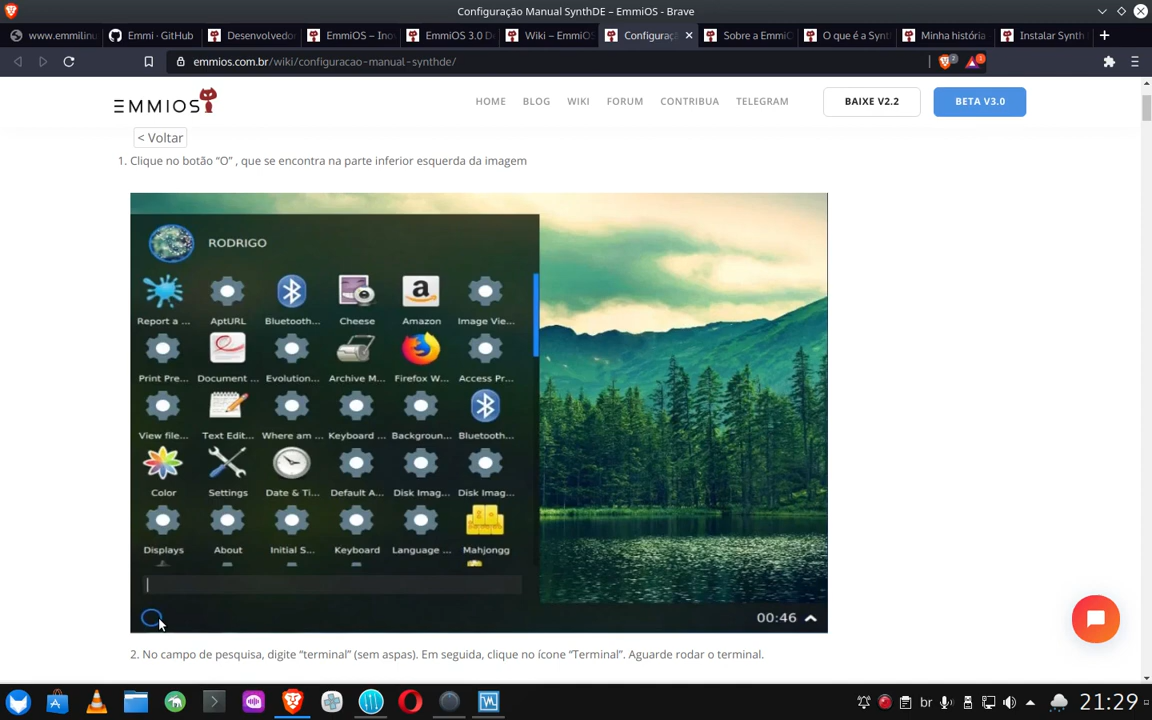 Configuração Manual SynthDE – EmmiOS - Brave
www.emmilinu
Emmi · GitHub
Desenvolvedor
EmmiOS – Ino
EmmiOS 3.0 De
Wiki – EmmiOS
Configuraçã
Sobre a EmmiO
O que é a Synt
Minha história
Instalar Synth
emmios.com.br/wiki/configuracao-manual-synthde/
EMMIOS
HOME
BLOG
WIKI
FORUM
CONTRIBUA
TELEGRAM
BAIXE V2.2
BETA V3.0
< Voltar
1. Clique no botão “O” , que se encontra na parte inferior esquerda da imagem
RODRIGO
Report a ... AptURL Bluetooth... Cheese Amazon Image Vie...
Print Pre... Document ... Evolution... Archive M... Firefox W... Access Pr...
View file... Text Edit... Where am ... Keyboard ... Backgroun... Bluetooth...
Color Settings Date & Ti... Default A... Disk Imag... Disk Imag...
Displays About Initial S... Keyboard Language ... Mahjongg
00:46
2. No campo de pesquisa, digite “terminal” (sem aspas). Em seguida, clique no ícone “Terminal”. Aguarde rodar o terminal.
br
21:29